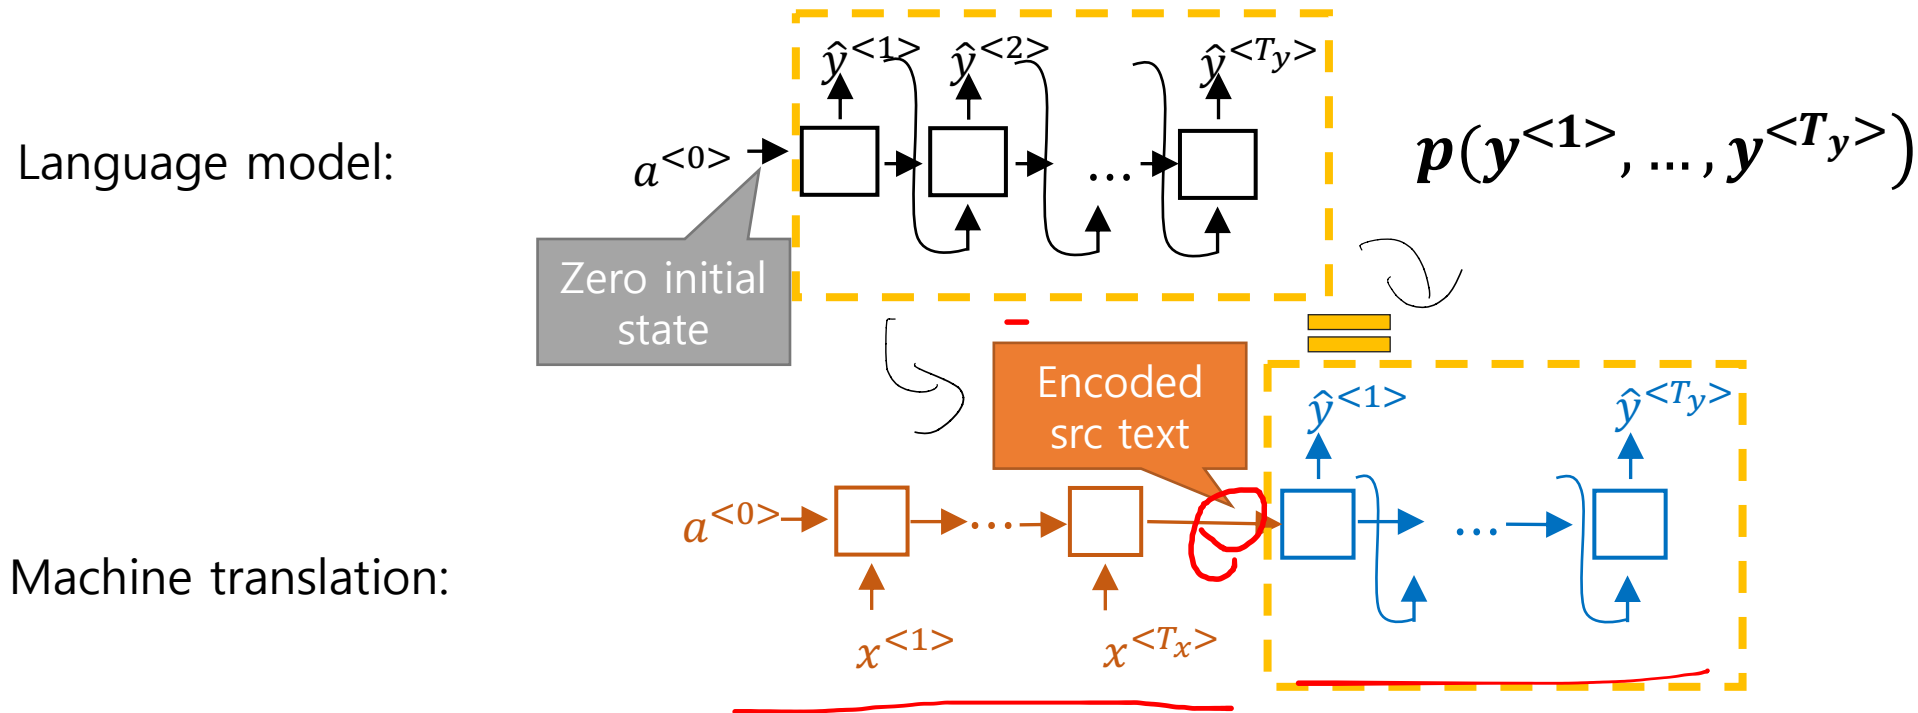 ŷ<1> ŷ<2> ŷ<Ty>
Language model:
a<0>
...
p(y<1>, ..., y<Ty>)
Zero initial
state
Encoded
src text
ŷ<1> ŷ<Ty>
a<0>
...
...
Machine translation:
x<1> x<Tx>